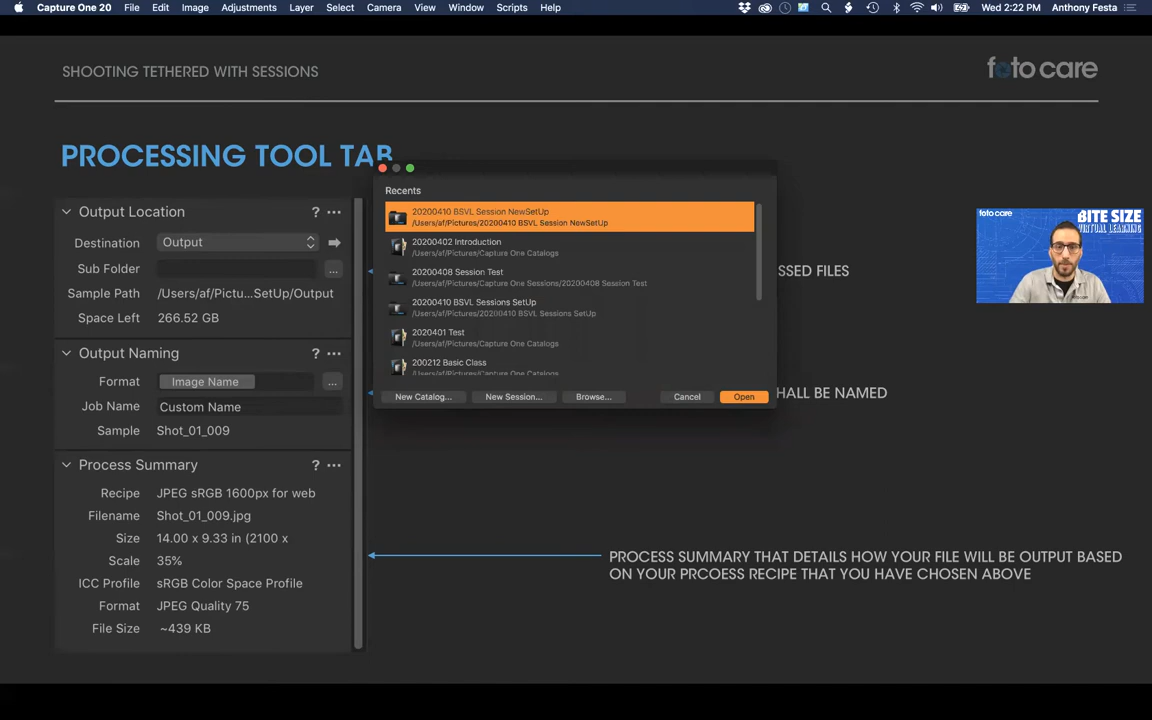 Capture One 20 File Edit Image Adjustments Layer Select Camera View Window Scripts Help Wed 2:22 PM Anthony Festa
SHOOTING TETHERED WITH SESSIONS
foto care
PROCESSING TOOL TAB
Output Location ? ...
Destination Output
Sub Folder ...
Sample Path /Users/af/Pictu...SetUp/Output
Space Left 266.52 GB
Output Naming ? ...
Format Image Name ...
Job Name Custom Name
Sample Shot_01_009
Process Summary ? ...
Recipe JPEG sRGB 1600px for web
Filename Shot_01_009.jpg
Size 14.00 x 9.33 in (2100 x
Scale 35%
ICC Profile sRGB Color Space Profile
Format JPEG Quality 75
File Size ~439 KB
Recents
20200410 BSVL Session NewSetUp
/Users/af/Pictures/20200410 BSVL Session NewSetUp
20200402 Introduction
/Users/af/Pictures/Capture One Catalogs
20200408 Session Test
/Users/af/Pictures/Capture One Catalogs/20200408 Session Test
20200410 BSVL Sessions SetUp
/Users/af/Pictures/20200410 BSVL Sessions SetUp
2020401 Test
/Users/af/Pictures/Capture One Catalogs
200212 Basic Class
/Users/af/Pictures/Capture One Catalogs
New Catalog... New Session... Browse... Cancel Open
SSED FILES
HALL BE NAMED
PROCESS SUMMARY THAT DETAILS HOW YOUR FILE WILL BE OUTPUT BASED
ON YOUR PRCOESS RECIPE THAT YOU HAVE CHOSEN ABOVE
foto care
BITE SIZE
VIRTUAL LEARNING